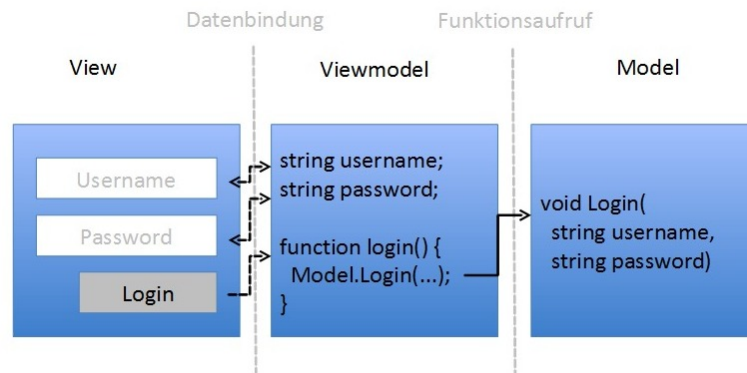 Datenbindung
Funktionsaufruf
View
Viewmodel
Model
Username
Password
Login
string username;
string password;
function login() {
Model.Login(...);
}
void Login(
string username,
string password)